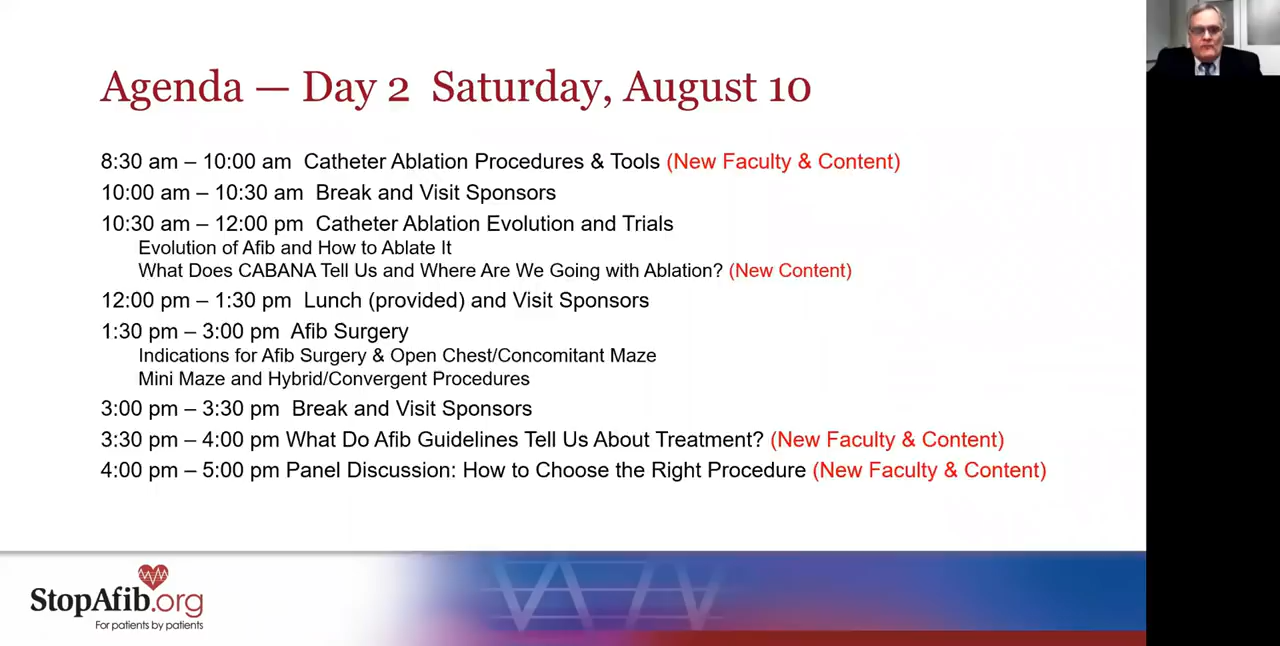 Agenda — Day 2 Saturday, August 10
8:30 am – 10:00 am Catheter Ablation Procedures & Tools (New Faculty & Content)
10:00 am – 10:30 am Break and Visit Sponsors
10:30 am – 12:00 pm Catheter Ablation Evolution and Trials
Evolution of Afib and How to Ablate It
What Does CABANA Tell Us and Where Are We Going with Ablation? (New Content)
12:00 pm – 1:30 pm Lunch (provided) and Visit Sponsors
1:30 pm – 3:00 pm Afib Surgery
Indications for Afib Surgery & Open Chest/Concomitant Maze
Mini Maze and Hybrid/Convergent Procedures
3:00 pm – 3:30 pm Break and Visit Sponsors
3:30 pm – 4:00 pm What Do Afib Guidelines Tell Us About Treatment? (New Faculty & Content)
4:00 pm – 5:00 pm Panel Discussion: How to Choose the Right Procedure (New Faculty & Content)
StopAfib.org
For patients by patients